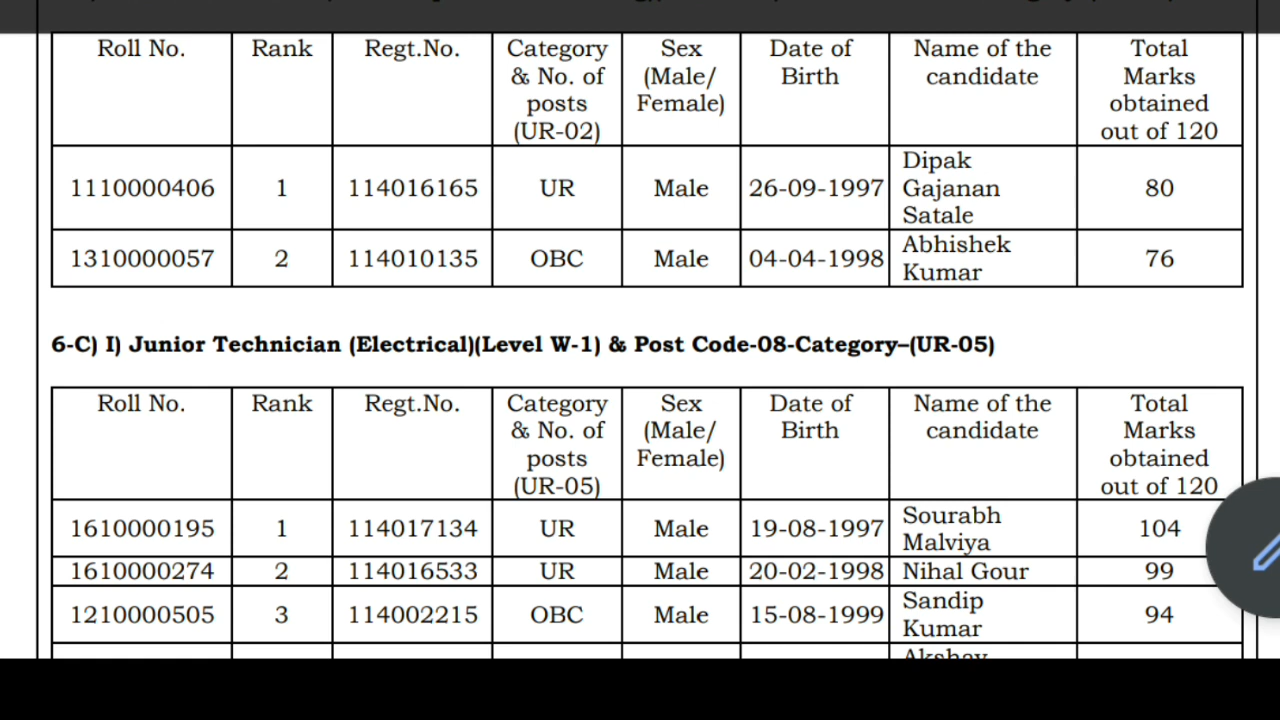 Roll No. Rank Regt.No. Category & No. of posts (UR-02) Sex (Male/ Female) Date of Birth Name of the candidate Total Marks obtained out of 120
1110000406 1 114016165 UR Male 26-09-1997 Dipak Gajanan Satale 80
1310000057 2 114010135 OBC Male 04-04-1998 Abhishek Kumar 76
6-C) I) Junior Technician (Electrical)(Level W-1) & Post Code-08-Category–(UR-05)
Roll No. Rank Regt.No. Category & No. of posts (UR-05) Sex (Male/ Female) Date of Birth Name of the candidate Total Marks obtained out of 120
1610000195 1 114017134 UR Male 19-08-1997 Sourabh Malviya 104
1610000274 2 114016533 UR Male 20-02-1998 Nihal Gour 99
1210000505 3 114002215 OBC Male 15-08-1999 Sandip Kumar 94
Akshay